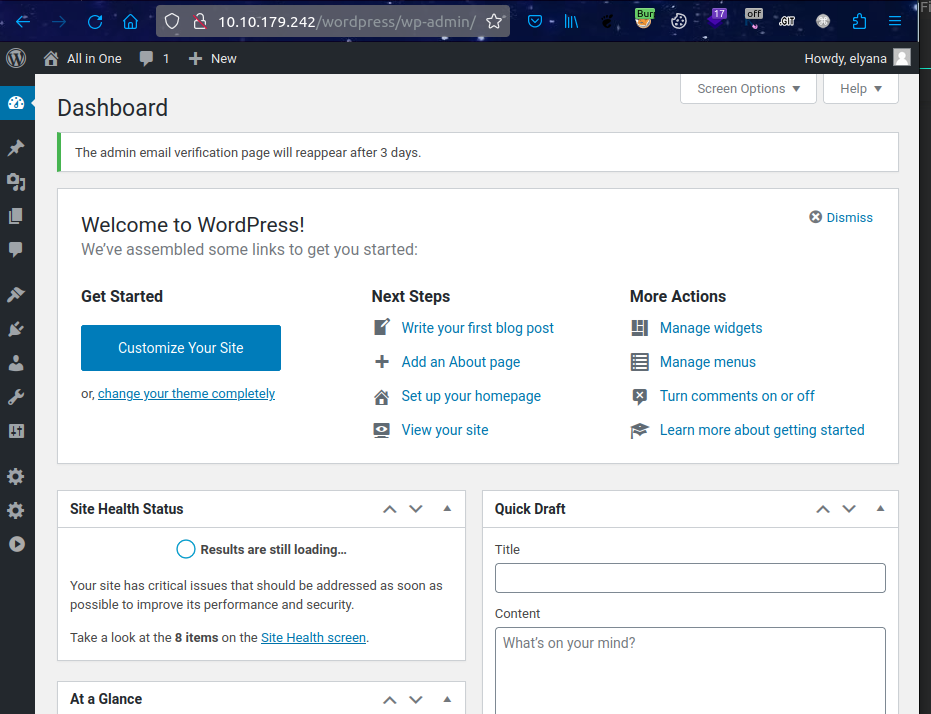 10.10.179.242/wordpress/wp-admin/
Bur
17
off
.GIT
All in One
1
New
Howdy, elyana
Screen Options
Help
Dashboard
The admin email verification page will reappear after 3 days.
Welcome to WordPress!
We've assembled some links to get you started:
Dismiss
Get Started
Customize Your Site
or, change your theme completely
Next Steps
Write your first blog post
Add an About page
Set up your homepage
View your site
More Actions
Manage widgets
Manage menus
Turn comments on or off
Learn more about getting started
Site Health Status
Results are still loading...
Your site has critical issues that should be addressed as soon as
possible to improve its performance and security.
Take a look at the 8 items on the Site Health screen.
At a Glance
Quick Draft
Title
Content
What's on your mind?